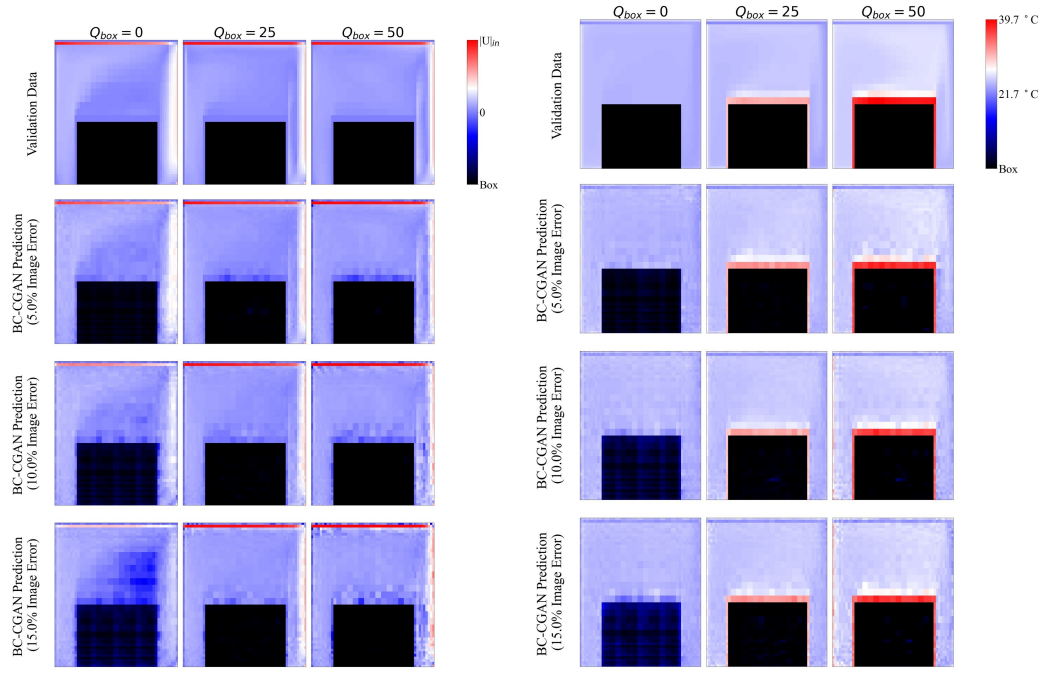 Q_box = 0
Q_box = 25
Q_box = 50
Validation Data
|U|_in
0
Box
BC-CGAN Prediction
(5.0% Image Error)
BC-CGAN Prediction
(10.0% Image Error)
BC-CGAN Prediction
(15.0% Image Error)
Q_box = 0
Q_box = 25
Q_box = 50
Validation Data
39.7 °C
21.7 °C
Box
BC-CGAN Prediction
(5.0% Image Error)
BC-CGAN Prediction
(10.0% Image Error)
BC-CGAN Prediction
(15.0% Image Error)